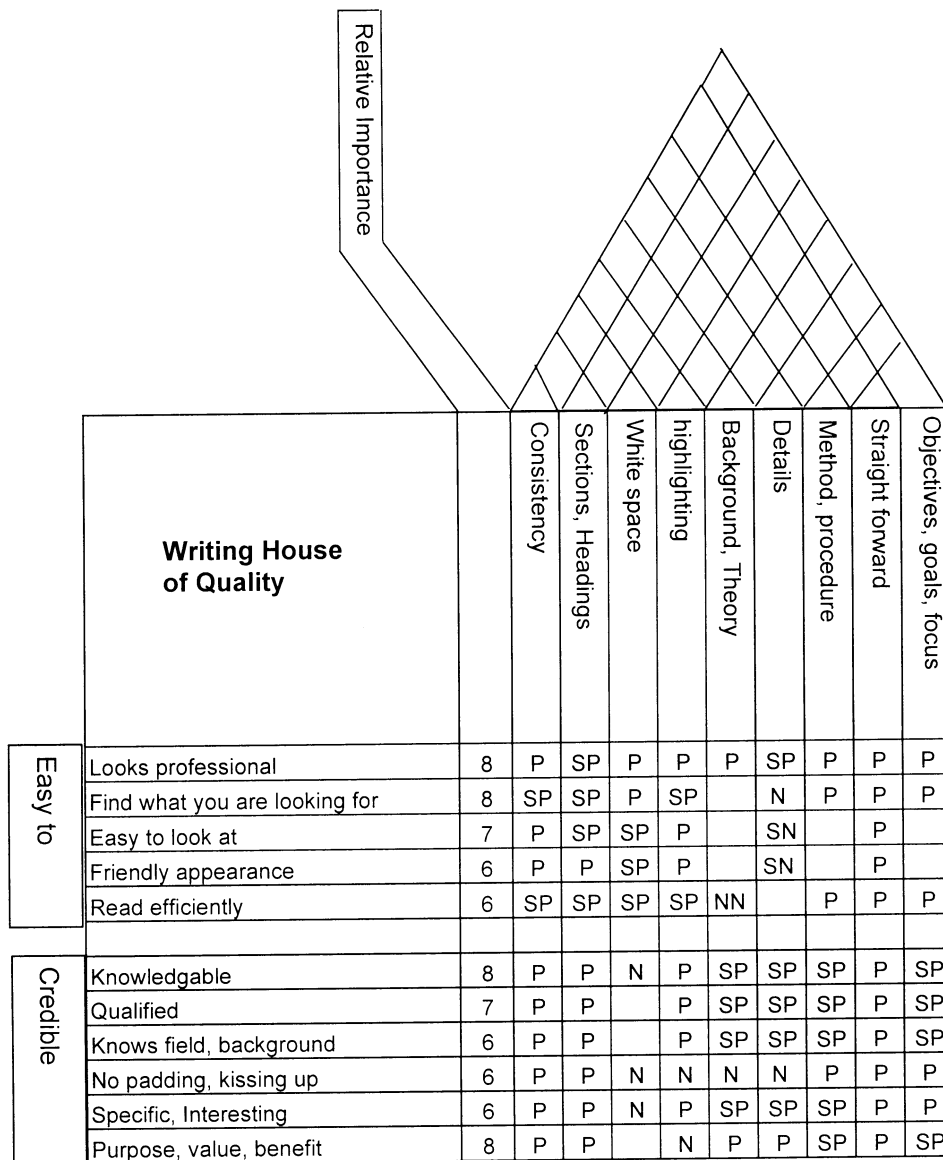 Relative Importance
Writing House
of Quality
Consistency
Sections, Headings
White space
highlighting
Background, Theory
Details
Method, procedure
Straight forward
Objectives, goals, focus
Easy to
Looks professional 8 P SP P P P SP P P P
Find what you are looking for 8 SP SP P SP N P P P
Easy to look at 7 P SP SP P SN P
Friendly appearance 6 P P SP P SN P
Read efficiently 6 SP SP SP SP NN P P P
Credible
Knowledgable 8 P P N P SP SP SP P SP
Qualified 7 P P P SP SP SP P SP
Knows field, background 6 P P P SP SP SP P SP
No padding, kissing up 6 P P N N N N P P P
Specific, Interesting 6 P P N P SP SP SP P P
Purpose, value, benefit 8 P P N P P SP P SP